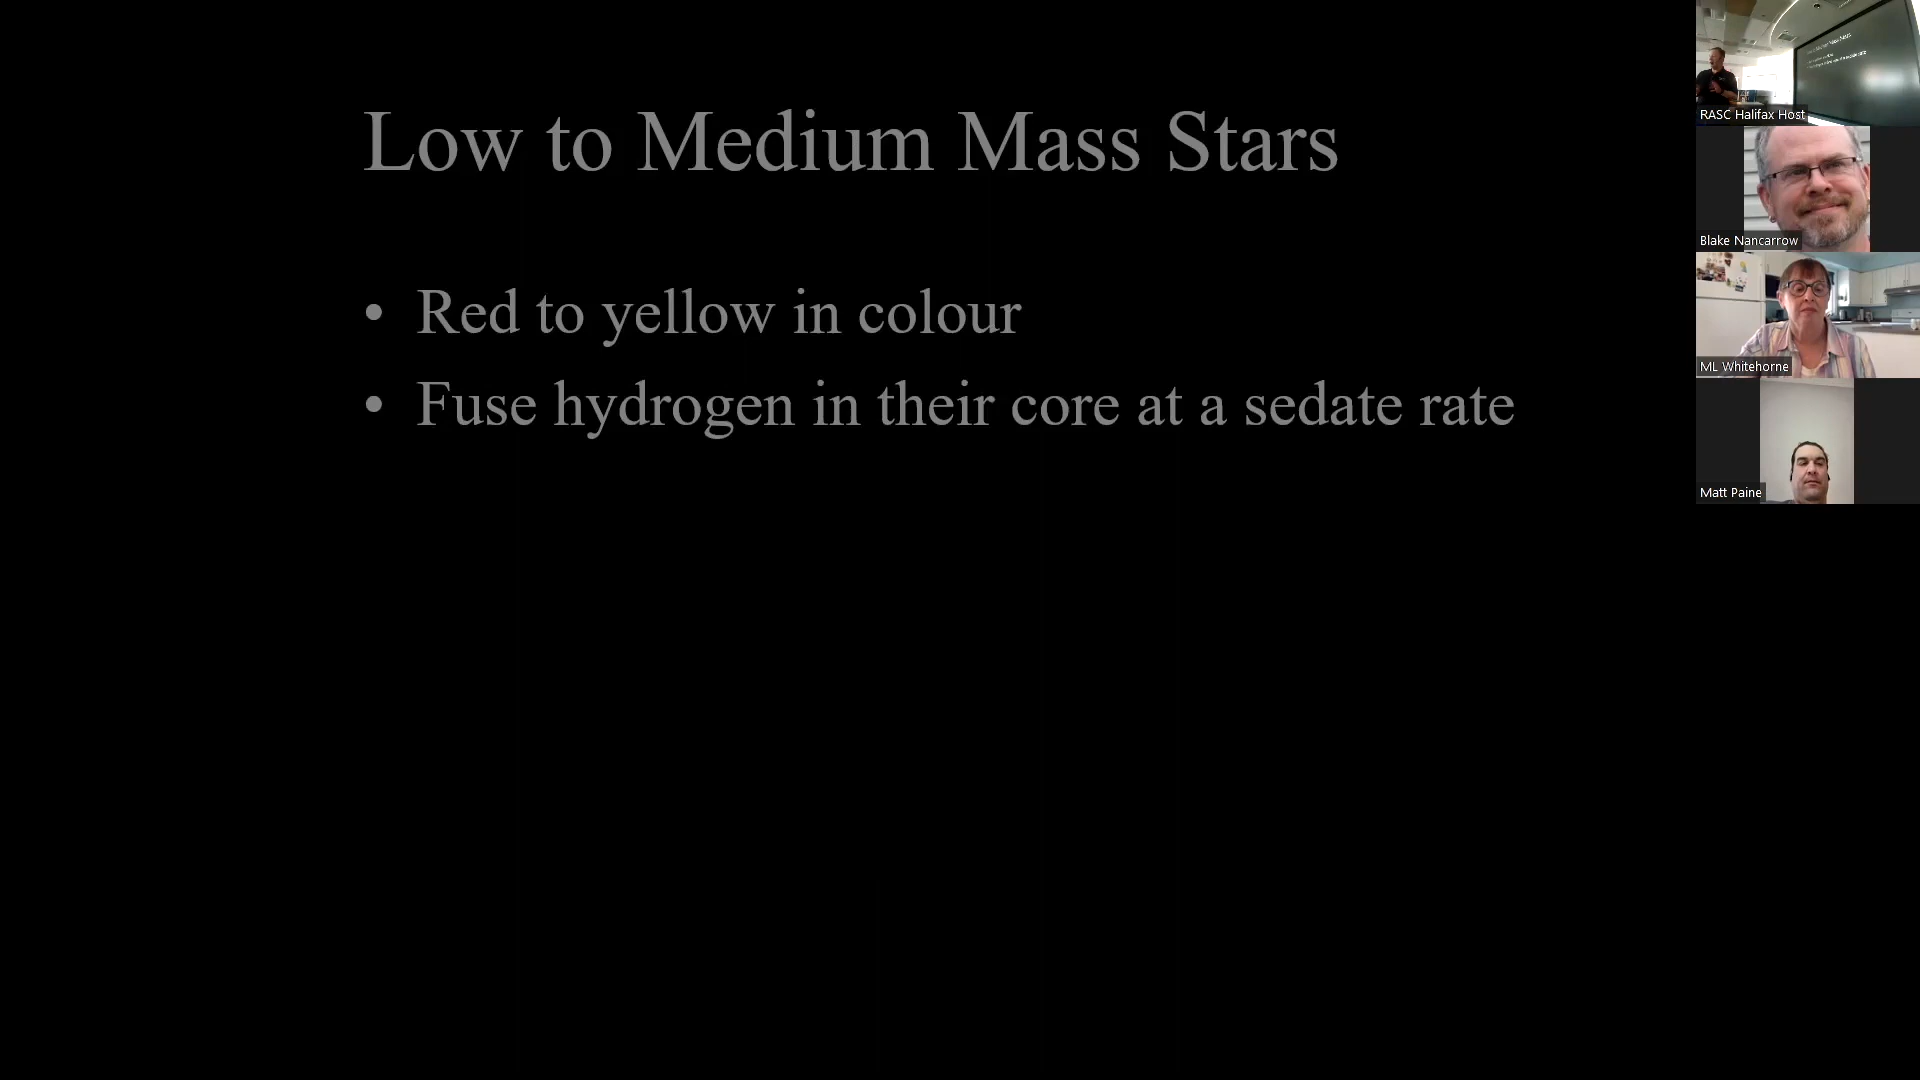 Low to Medium Mass Stars
• Red to yellow in colour
• Fuse hydrogen in their core at a sedate rate
RASC Halifax Host
Blake Nancarrow
ML Whitehorne
Matt Paine